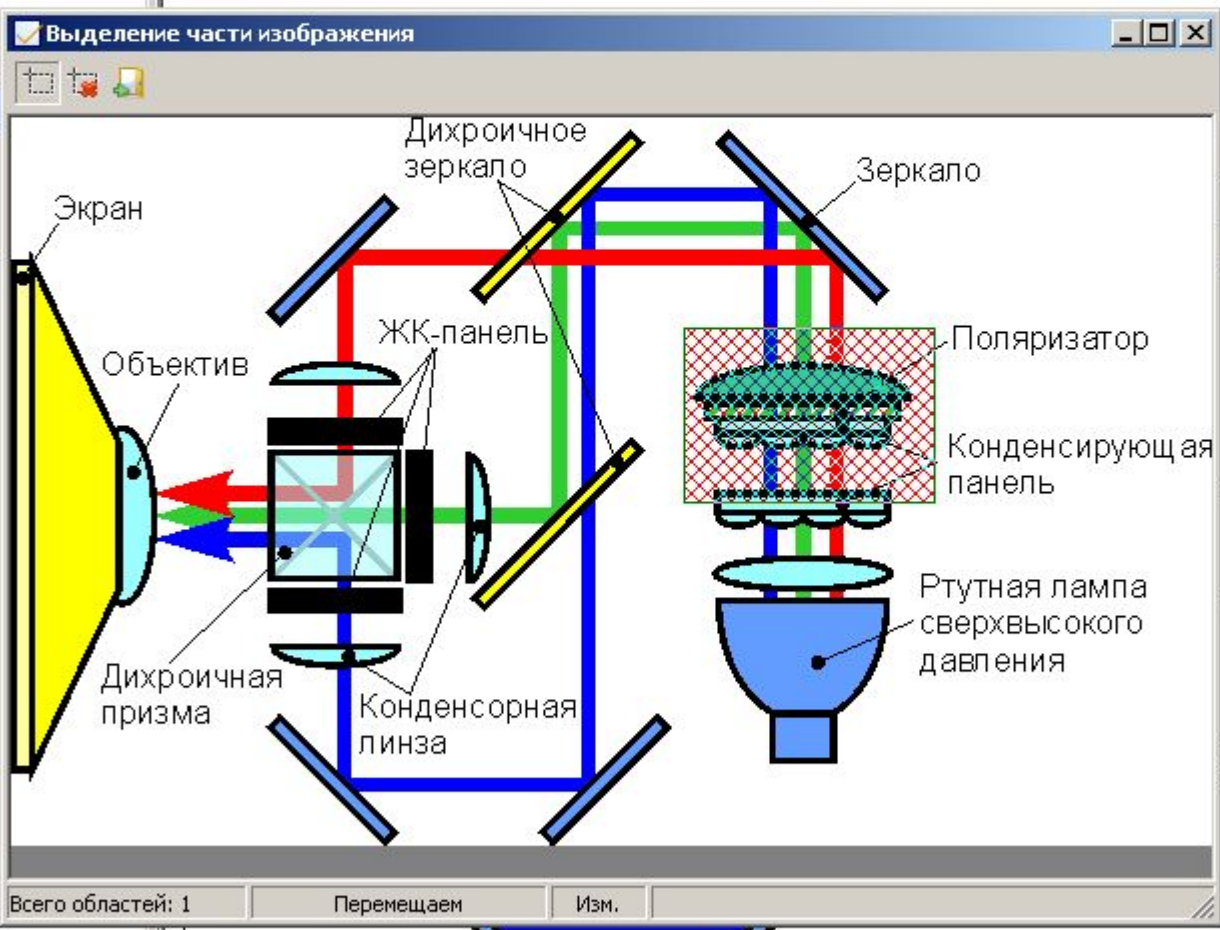 Выделение части изображения
Дихроичное
зеркало
Зеркало
Экран
ЖК-панель
Поляризатор
Объектив
Конденсирующая
панель
Ртутная лампа
сверхвысокого
давления
Дихроичная
призма
Конденсорная
линза
Всего областей: 1
Перемещаем
Изм.